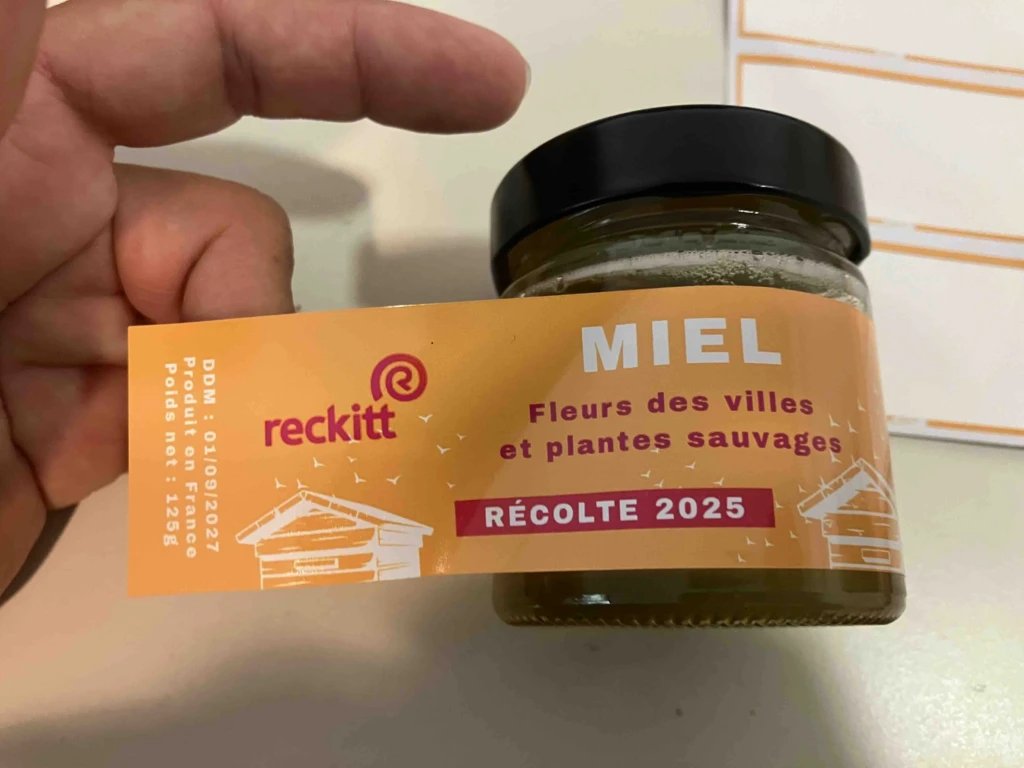 DDM : 01/09/2027
Produit en France
Poids net : 125g
reckitt
MIEL
Fleurs des villes
et plantes sauvages
RÉCOLTE 2025